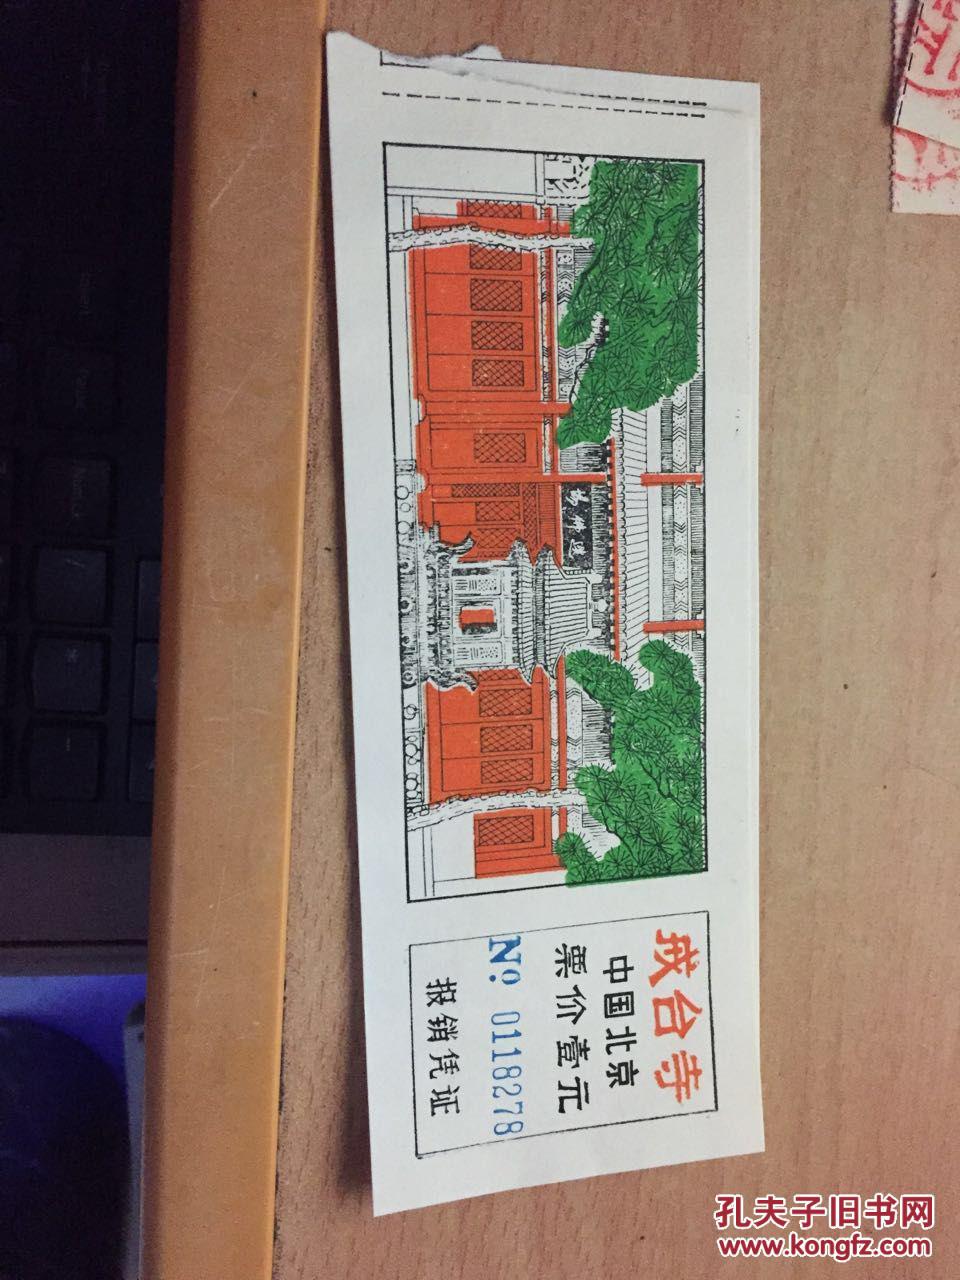 戒台寺
中国北京
票价壹元
No 0118278
报销凭证
孔夫子旧书网
www.kongfz.com